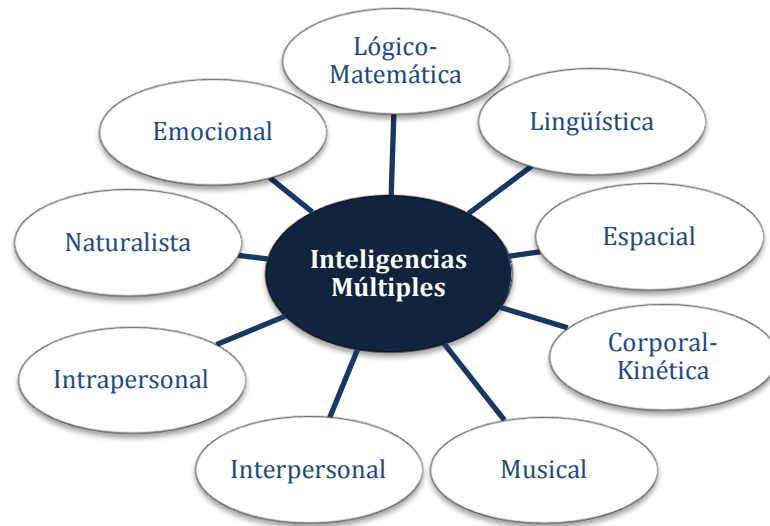 Lógico-
Matemática
Emocional
Lingüística
Naturalista
Inteligencias
Múltiples
Espacial
Intrapersonal
Corporal-
Kinética
Interpersonal
Musical